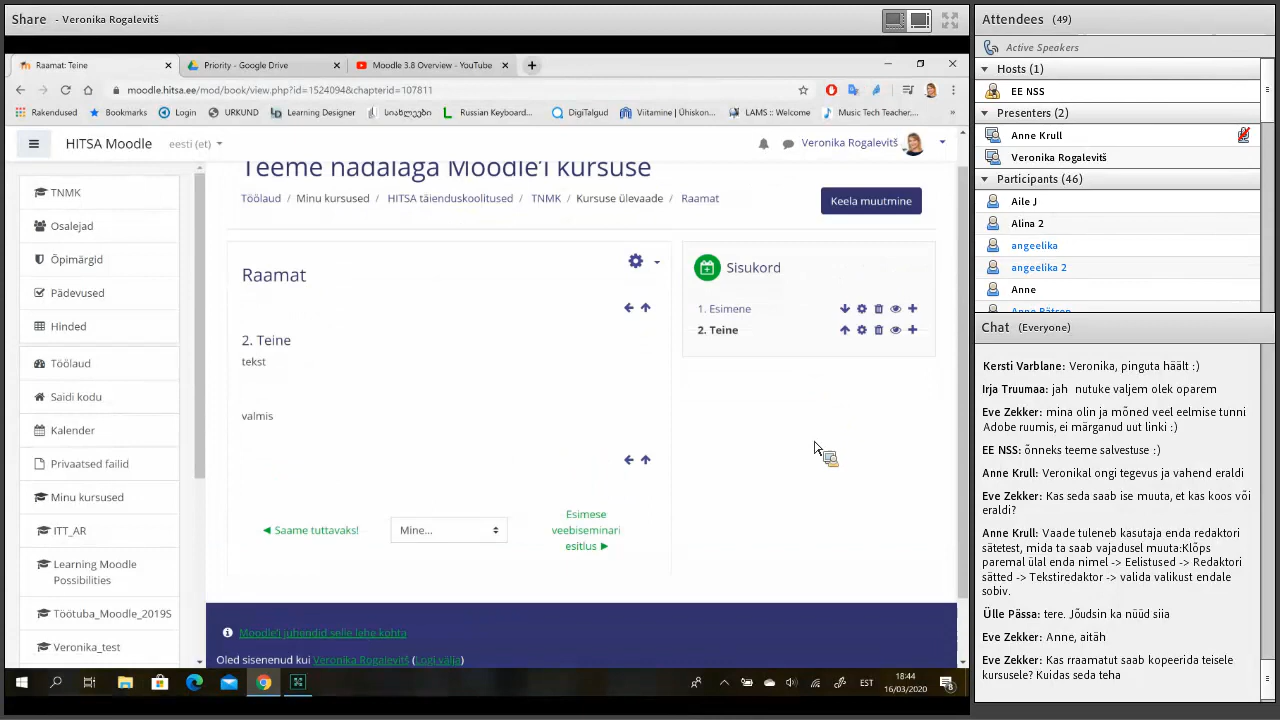 Share - Veronika Rogalevitš
Raamat: Teine
Priority - Google Drive
Moodle 3.8 Overview - YouTube
moodle.hitsa.ee/mod/book/view.php?id=1524094&chapterid=107811
Rakendused
Bookmarks
Login
URKUND
Learning Designer
სახელფები
Russian Keyboard...
DigiTalgud
Viitamine / Ühiskon...
LAMS :: Welcome
Music Tech Teacher,...
HITSA Moodle
eesti (et)
Veronika Rogalevitš
TNMK
Osalejad
Õpimärgid
Pädevused
Hinded
Töölaud
Saidi kodu
Kalender
Privaatsed failid
Minu kursused
ITT_AR
Learning Moodle
Possibilities
Töötuba_Moodle_2019S
Veronika_test
Teeme nädalaga Moodle'i kursuse
Töölaud / Minu kursused / HITSA täienduskoolitused / TNMK / Kursuse ülevaade / Raamat
Keela muutmine
Raamat
2. Teine
tekst
valmis
◄ Saame tuttavaks!
Mine...
Esimese
veebiseminari
esitlus ►
Sisukord
1. Esimene
2. Teine
Moodle'i juhendid selle lehe kohta
Oled sisenenud kui Veronika Rogalevitš (Logi välja)
EST
18:44
16/03/2020
8
Attendees (49)
Active Speakers
Hosts (1)
EE NSS
Presenters (2)
Anne Krull
Veronika Rogalevitš
Participants (46)
Aile J
Alina 2
angeelika
angeelika 2
Anne
Anne Pätsep
Chat (Everyone)
Kersti Varblane: Veronika, pinguta häält :)
Irja Truumaa: jah nutuke valjem olek oparem
Eve Zekker: mina olin ja mõned veel eelmise tunni
Adobe ruumis, ei märganud uut linki :)
EE NSS: õnneks teeme salvestuse :)
Anne Krull: Veronikal ongi tegevus ja vahend eraldi
Eve Zekker: Kas seda saab ise muuta, et kas koos või
eraldi?
Anne Krull: Vaade tuleneb kasutaja enda redaktori
sätetest, mida ta saab vajadusel muuta:Klõps
paremal ülal enda nimel -> Eelistused -> Redaktori
sätted -> Tekstiredaktor -> valida valikust endale
sobiv.
Ülle Pässa: tere. Jõudsin ka nüüd siia
Eve Zekker: Anne, aitäh
Eve Zekker: Kas rraamatut saab kopeerida teisele
kursusele? Kuidas seda teha